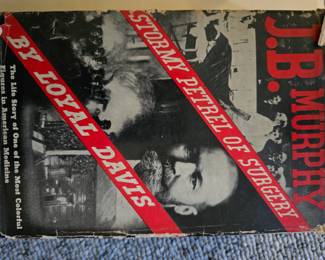 J.B.
MURPHY
STORMY PETREL OF SURGERY
BY LOYAL DAVIS
The Life Story of One of the Most Colorful
Figures in American Medicine